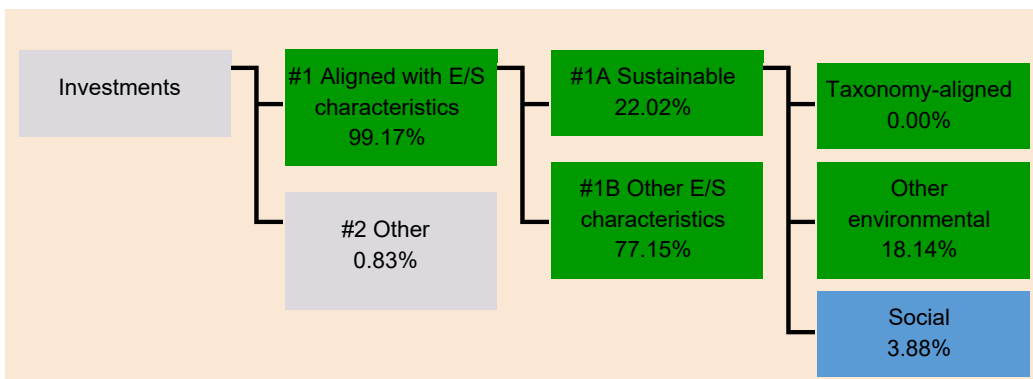 Investments
#1 Aligned with E/S
characteristics
99.17%
#2 Other
0.83%
#1A Sustainable
22.02%
#1B Other E/S
characteristics
77.15%
Taxonomy-aligned
0.00%
Other
environmental
18.14%
Social
3.88%